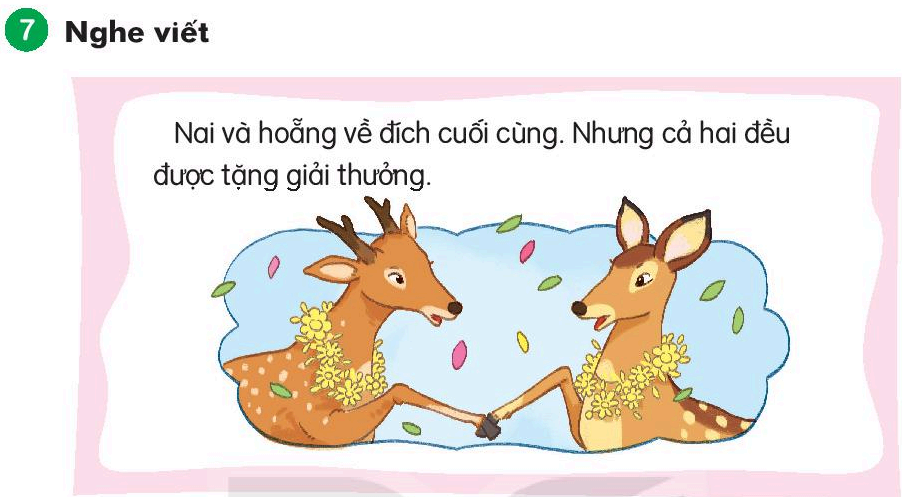 7 Nghe viết
Nai và hoẵng về đích cuối cùng. Nhưng cả hai đều
được tặng giải thưởng.